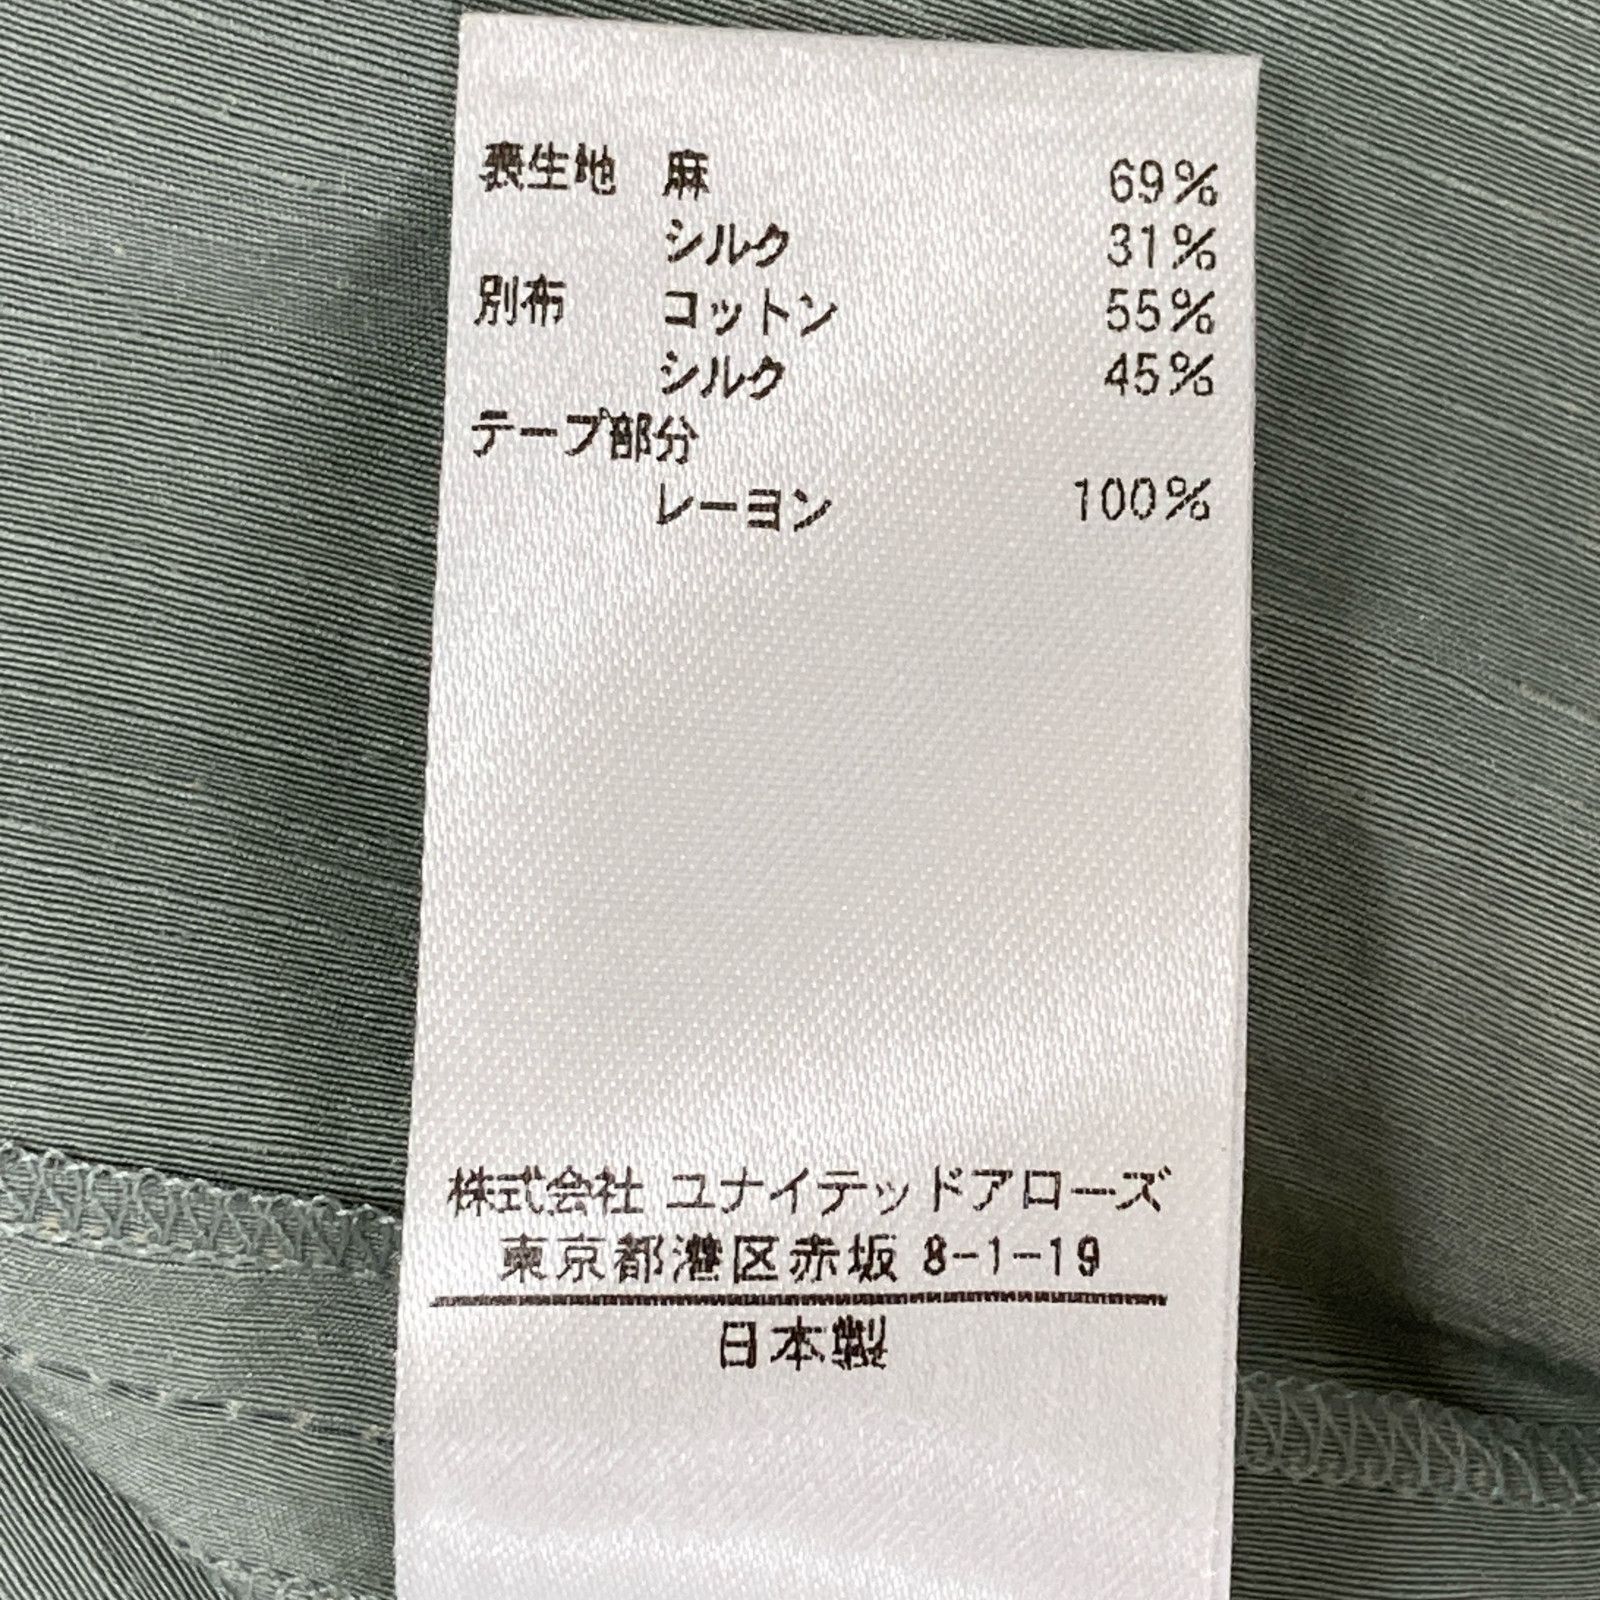 表生地 麻 69%
シルク 31%
別布 コットン 55%
シルク 45%
テープ部分
レーヨン 100%
株式会社 ユナイテッドアローズ
東京都港区赤坂 8-1-19
日本製